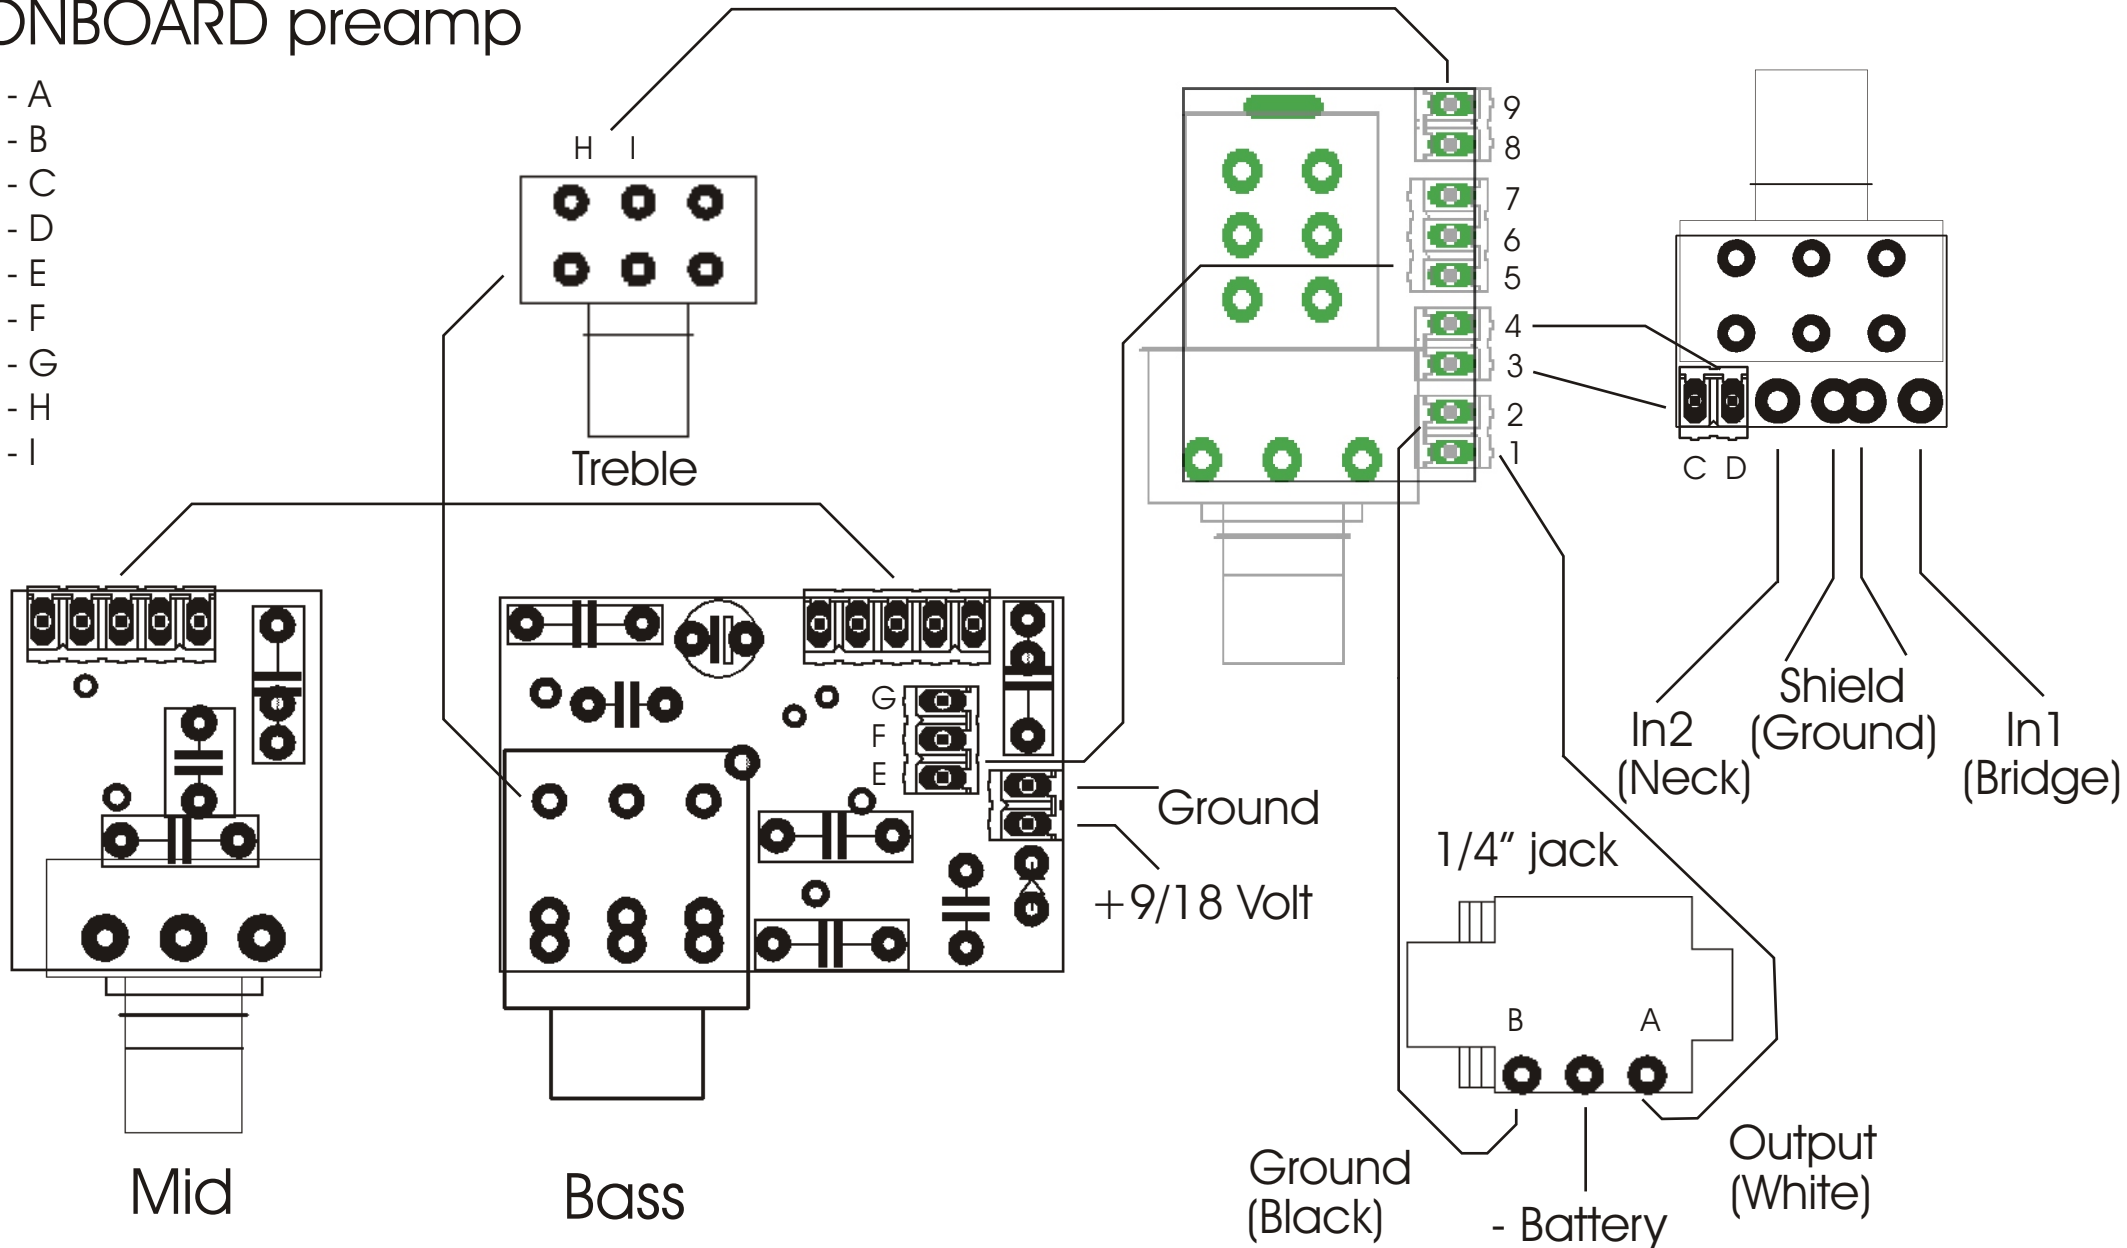 ONBOARD preamp
- A
- B
- C
- D
- E
- F
- G
- H
- I
H I
Treble
9
8
7
6
5
4
3
2
1
C D
In2
(Neck)
Shield
(Ground)
In1
(Bridge)
G
F
E
Ground
+9/18 Volt
1/4" jack
B A
Ground
(Black)
- Battery
Output
(White)
Mid
Bass